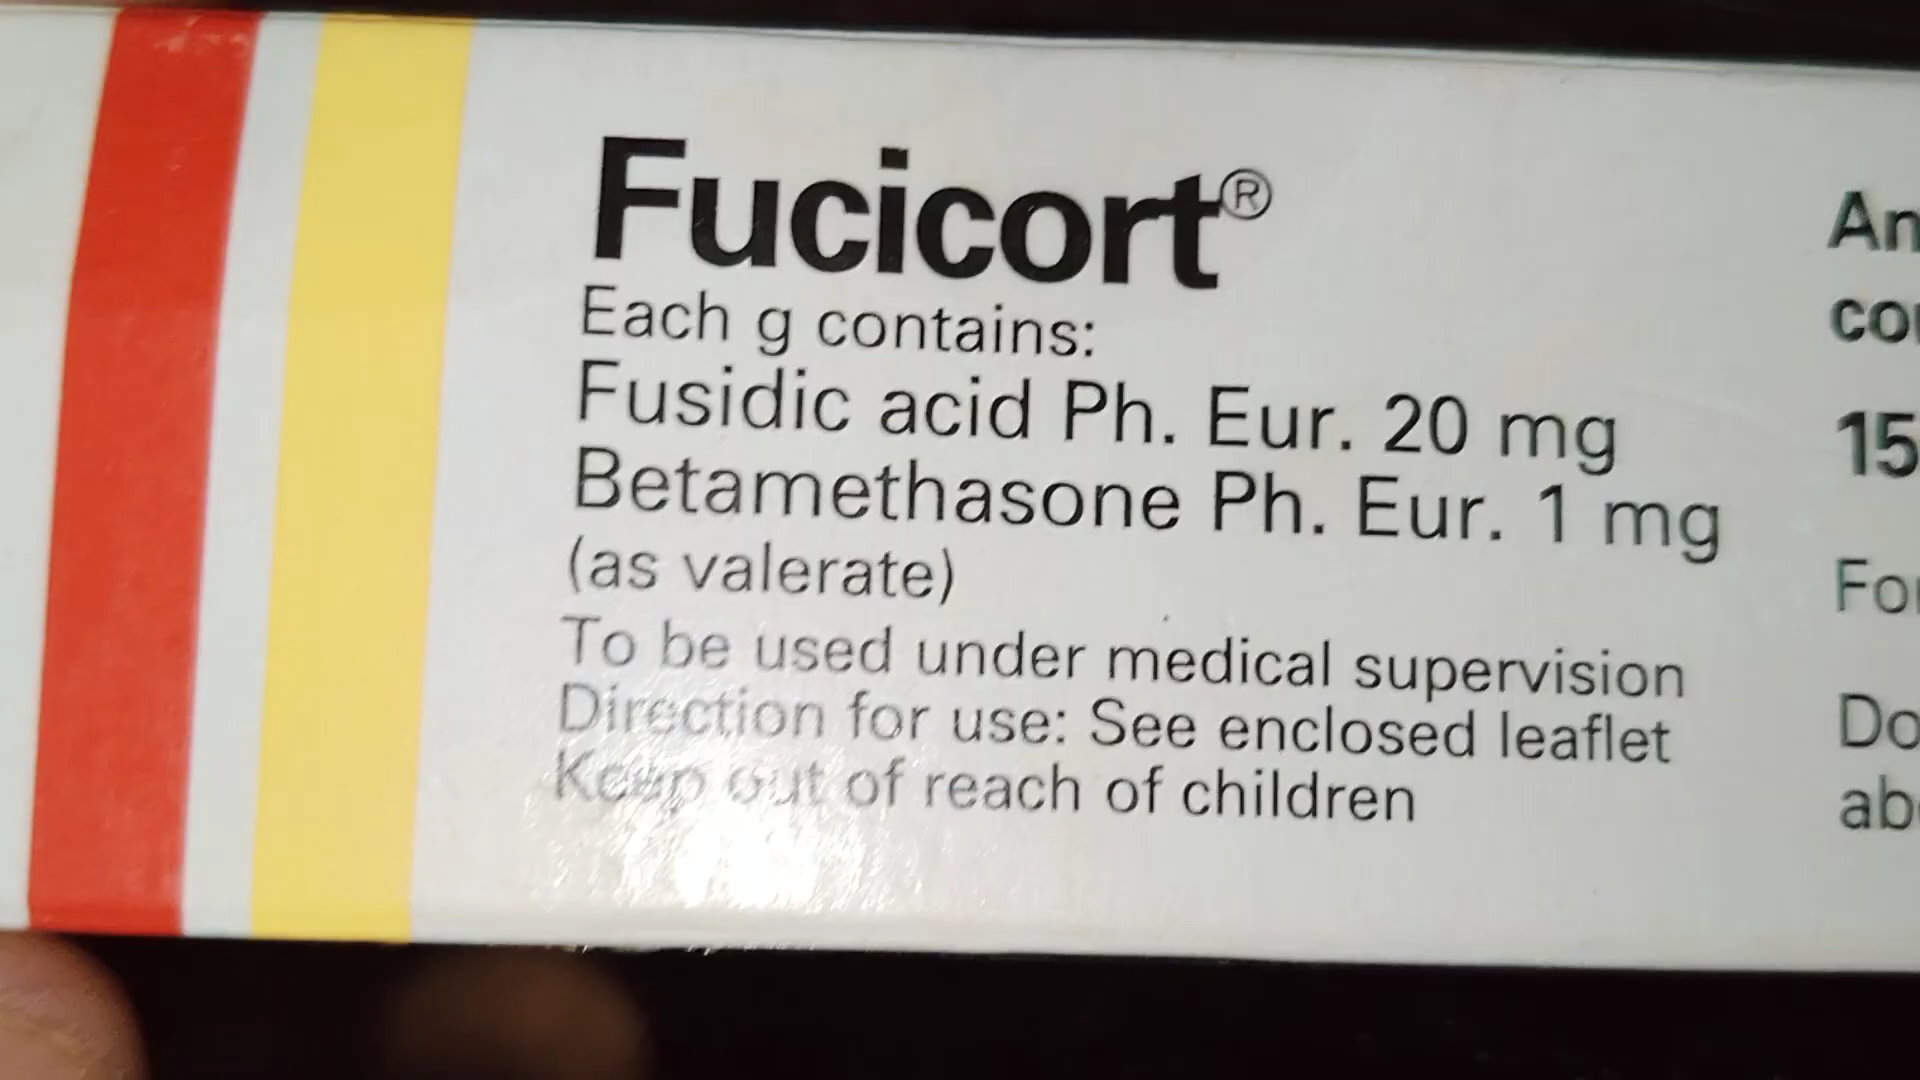 Fucicort®
Each g contains:
Fusidic acid Ph. Eur. 20 mg
Betamethasone Ph. Eur. 1 mg
(as valerate)
To be used under medical supervision
Direction for use: See enclosed leaflet
Keep out of reach of children
15